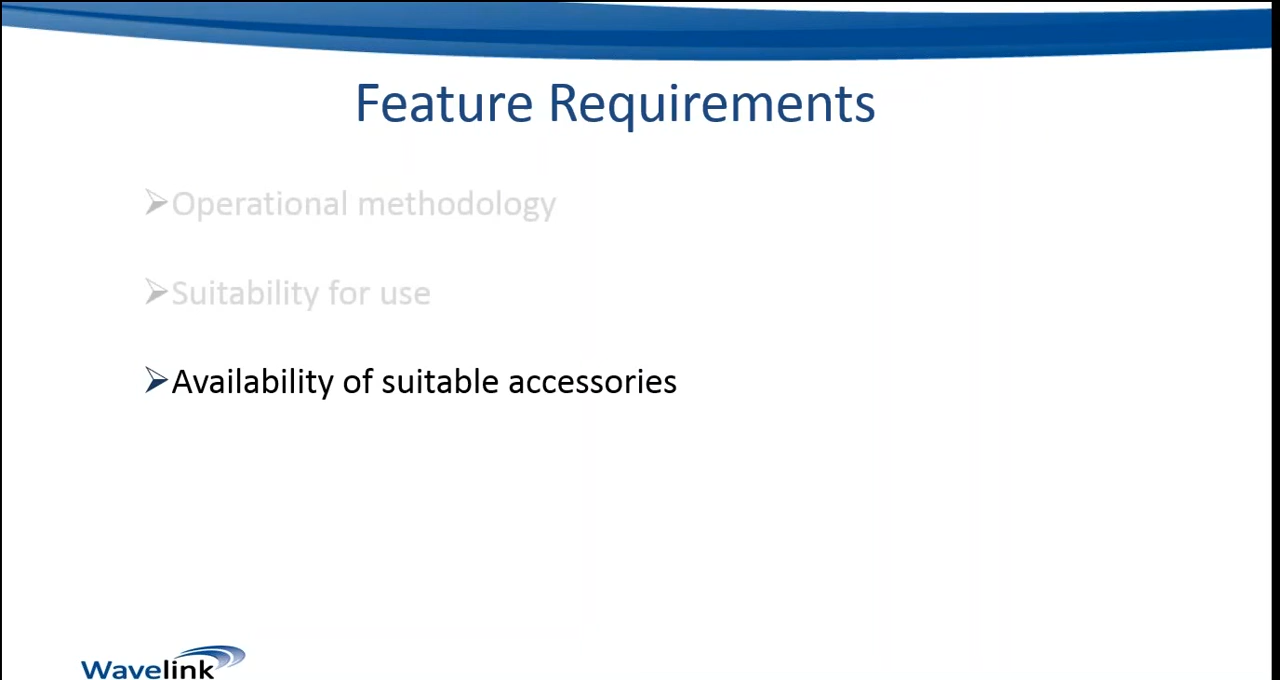 Feature Requirements
Operational methodology
Suitability for use
Availability of suitable accessories
Wavelink